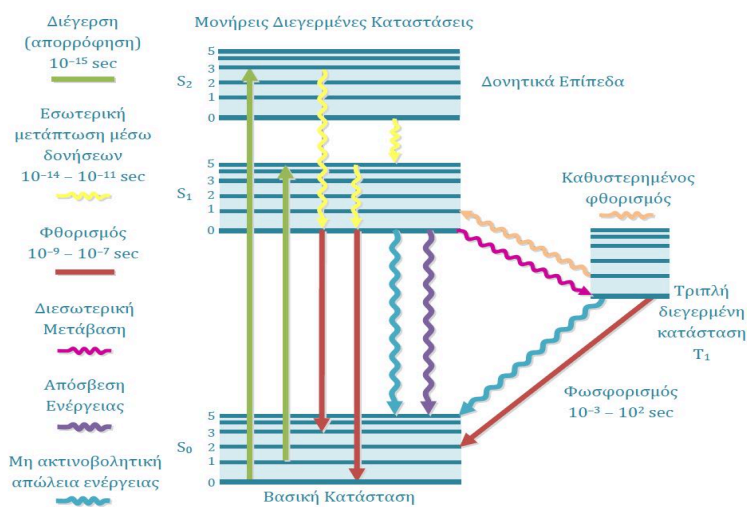 Διέγερση
(απορρόφηση)
10⁻¹⁵ sec
Εσωτερική
μετάπτωση μέσω
δονήσεων
10⁻¹⁴ – 10⁻¹¹ sec
Φθορισμός
10⁻⁹ – 10⁻⁷ sec
Διεσωτερική
Μετάβαση
Απόσβεση
Ενέργειας
Μη ακτινοβολητική
απώλεια ενέργειας
Μονήρεις Διεγερμένες Καταστάσεις
S₂
5
3
2
1
0
Δονητικά Επίπεδα
S₁
5
3
2
1
0
Καθυστερημένος
φθορισμός
Τριπλή
διεγερμένη
κατάσταση
T₁
Φωσφορισμός
10⁻³ – 10² sec
S₀
5
3
2
1
0
Βασική Κατάσταση